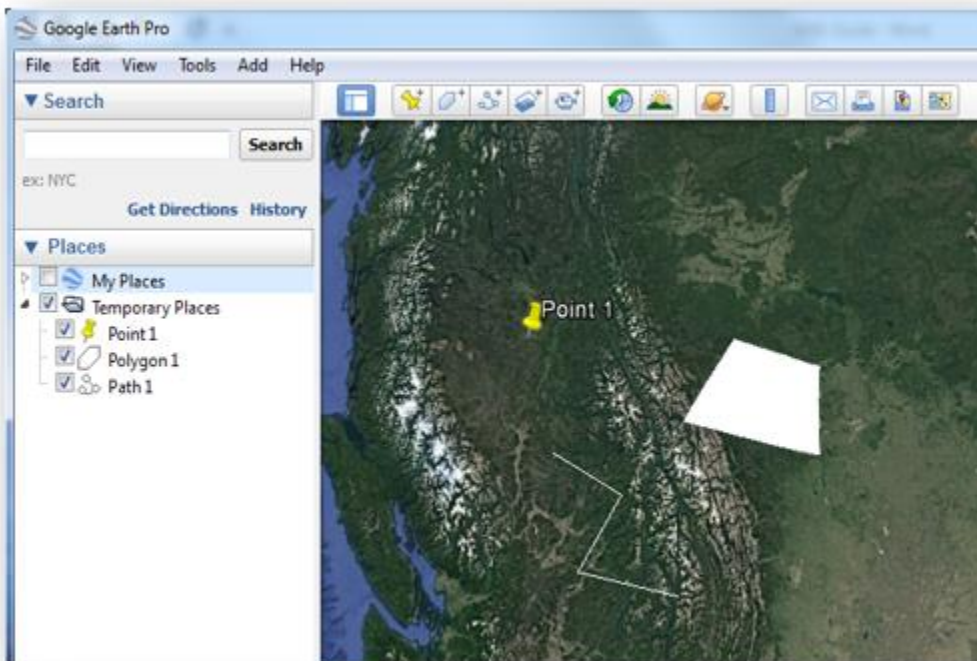 Google Earth Pro
File Edit View Tools Add Help
Search
Search
ex: NYC
Get Directions History
Places
My Places
Temporary Places
Point 1
Polygon 1
Path 1
Point 1